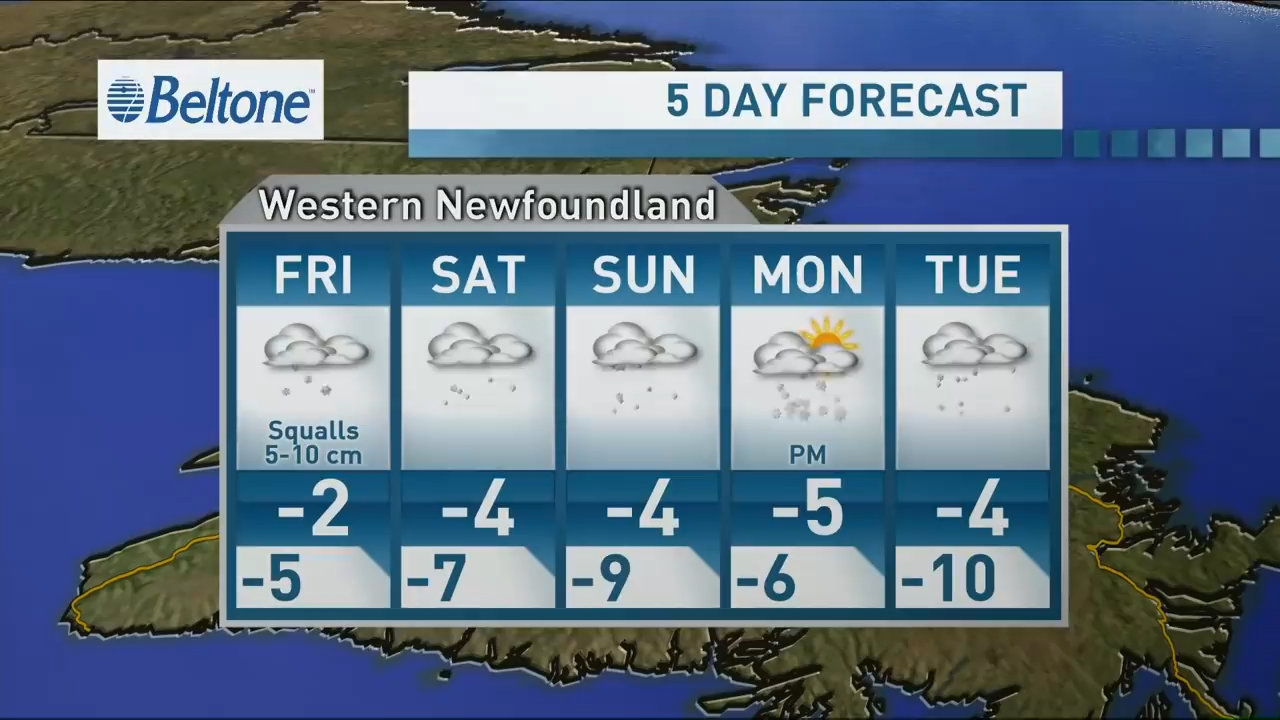 Beltone™
5 DAY FORECAST
Western Newfoundland
FRI SAT SUN MON TUE
Squalls
5-10 cm PM
-2 -4 -4 -5 -4
-5 -7 -9 -6 -10